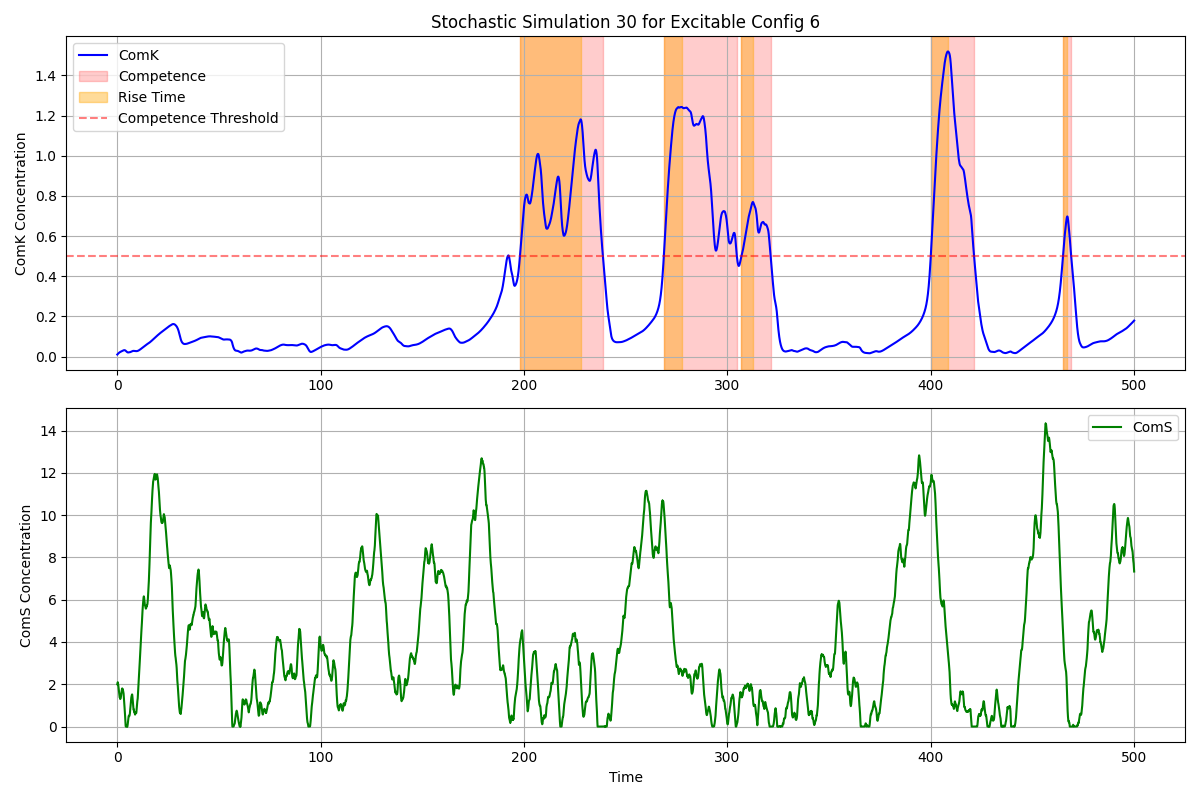 Stochastic Simulation 30 for Excitable Config 6
ComK
Competence
Rise Time
Competence Threshold
ComK Concentration
1.4
1.2
1.0
0.8
0.6
0.4
0.2
0.0
0 100 200 300 400 500
ComS
ComS Concentration
14
12
10
8
6
4
2
0
0 100 200 300 400 500
Time